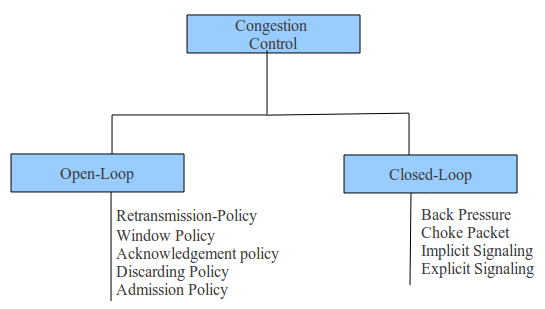 Congestion
Control
Open-Loop
Retransmission-Policy
Window Policy
Acknowledgement policy
Discarding Policy
Admission Policy
Closed-Loop
Back Pressure
Choke Packet
Implicit Signaling
Explicit Signaling